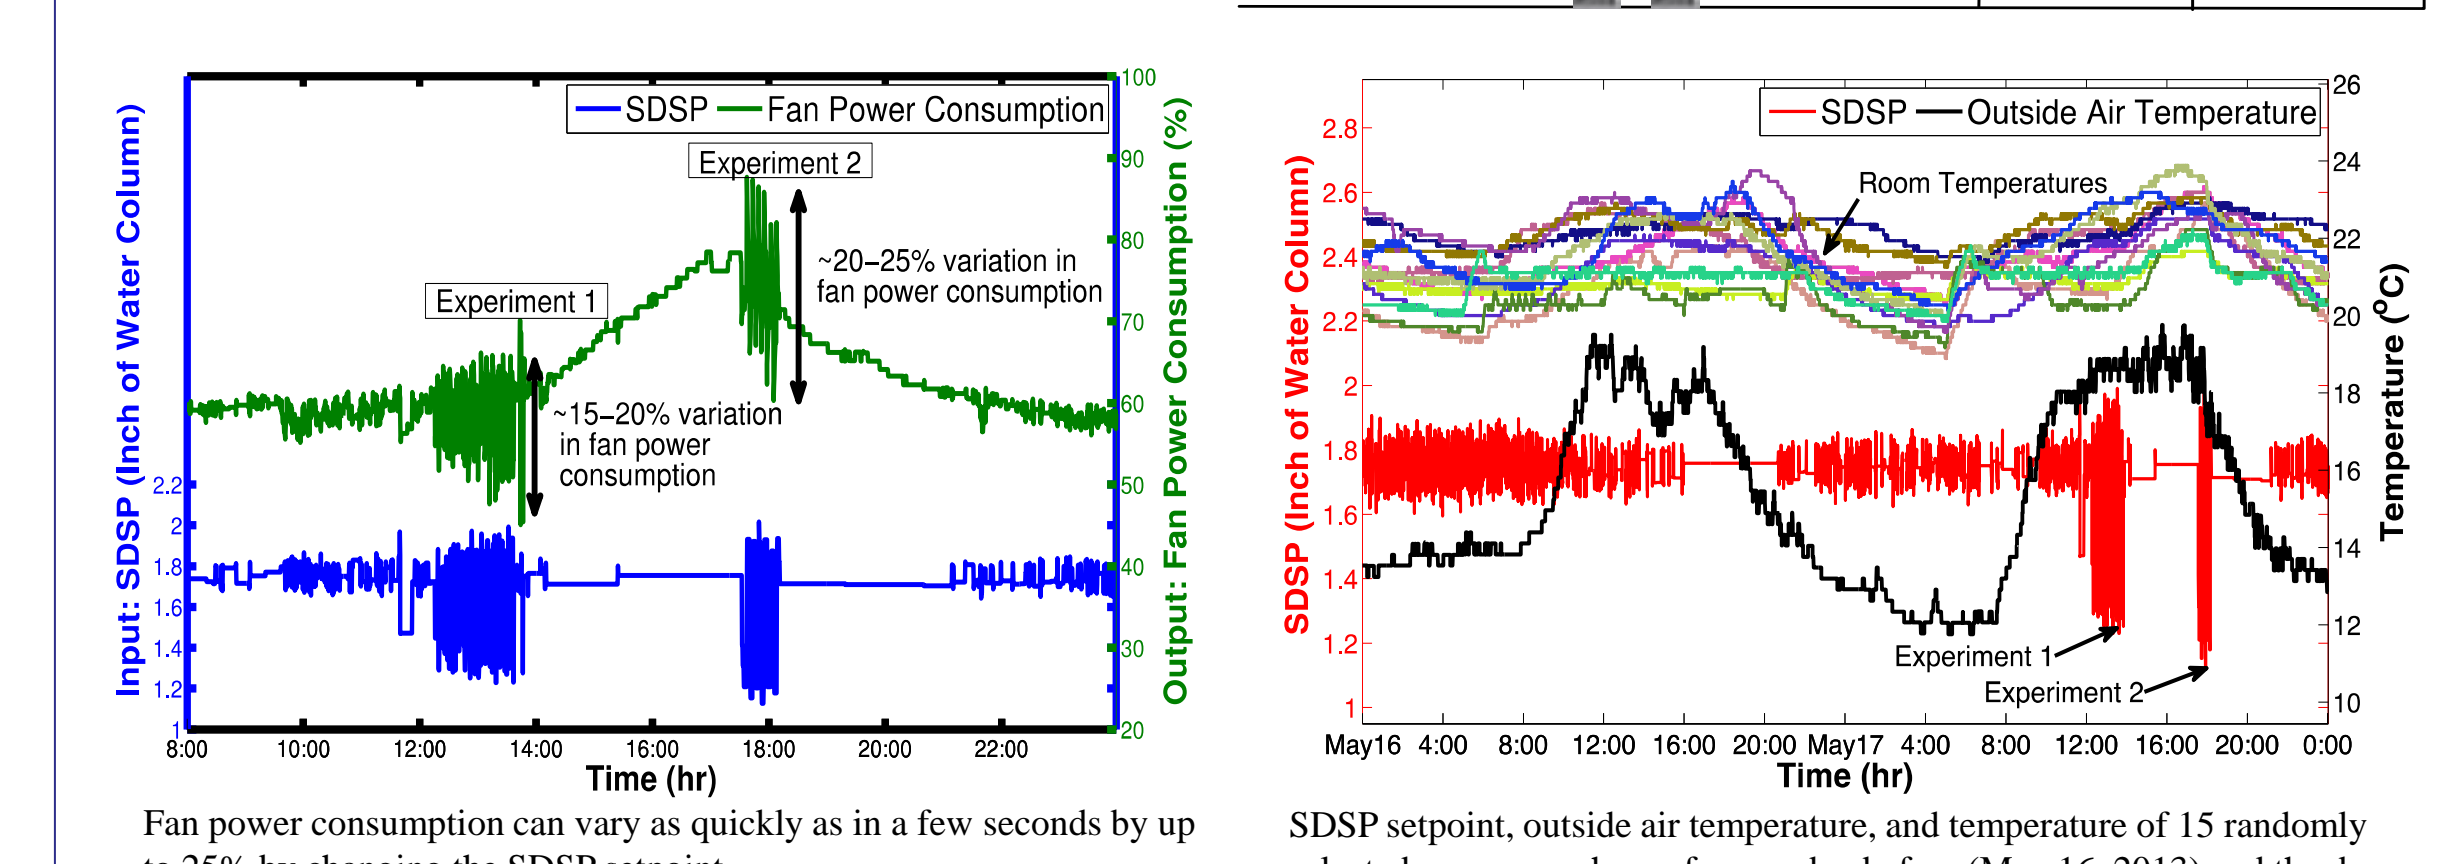 100
SDSP Fan Power Consumption
90
Experiment 2
80
~20−25% variation in
fan power consumption
Experiment 1
70
60
~15−20% variation
in fan power
consumption
2.2
50
2
1.8
40
1.6
1.4
30
1.2
1
20
Input: SDSP (Inch of Water Column)
Output: Fan Power Consumption (%)
8:00 10:00 12:00 14:00 16:00 18:00 20:00 22:00
Time (hr)
Fan power consumption can vary as quickly as in a few seconds by up
26
SDSP Outside Air Temperature
2.8
24
Room Temperatures
2.6
22
2.4
20
2.2
18
2
1.8
16
1.6
14
1.4
12
1.2
Experiment 1
Experiment 2
10
1
SDSP (Inch of Water Column)
Temperature (°C)
May16 4:00 8:00 12:00 16:00 20:00 May17 4:00 8:00 12:00 16:00 20:00 0:00
Time (hr)
SDSP setpoint, outside air temperature, and temperature of 15 randomly